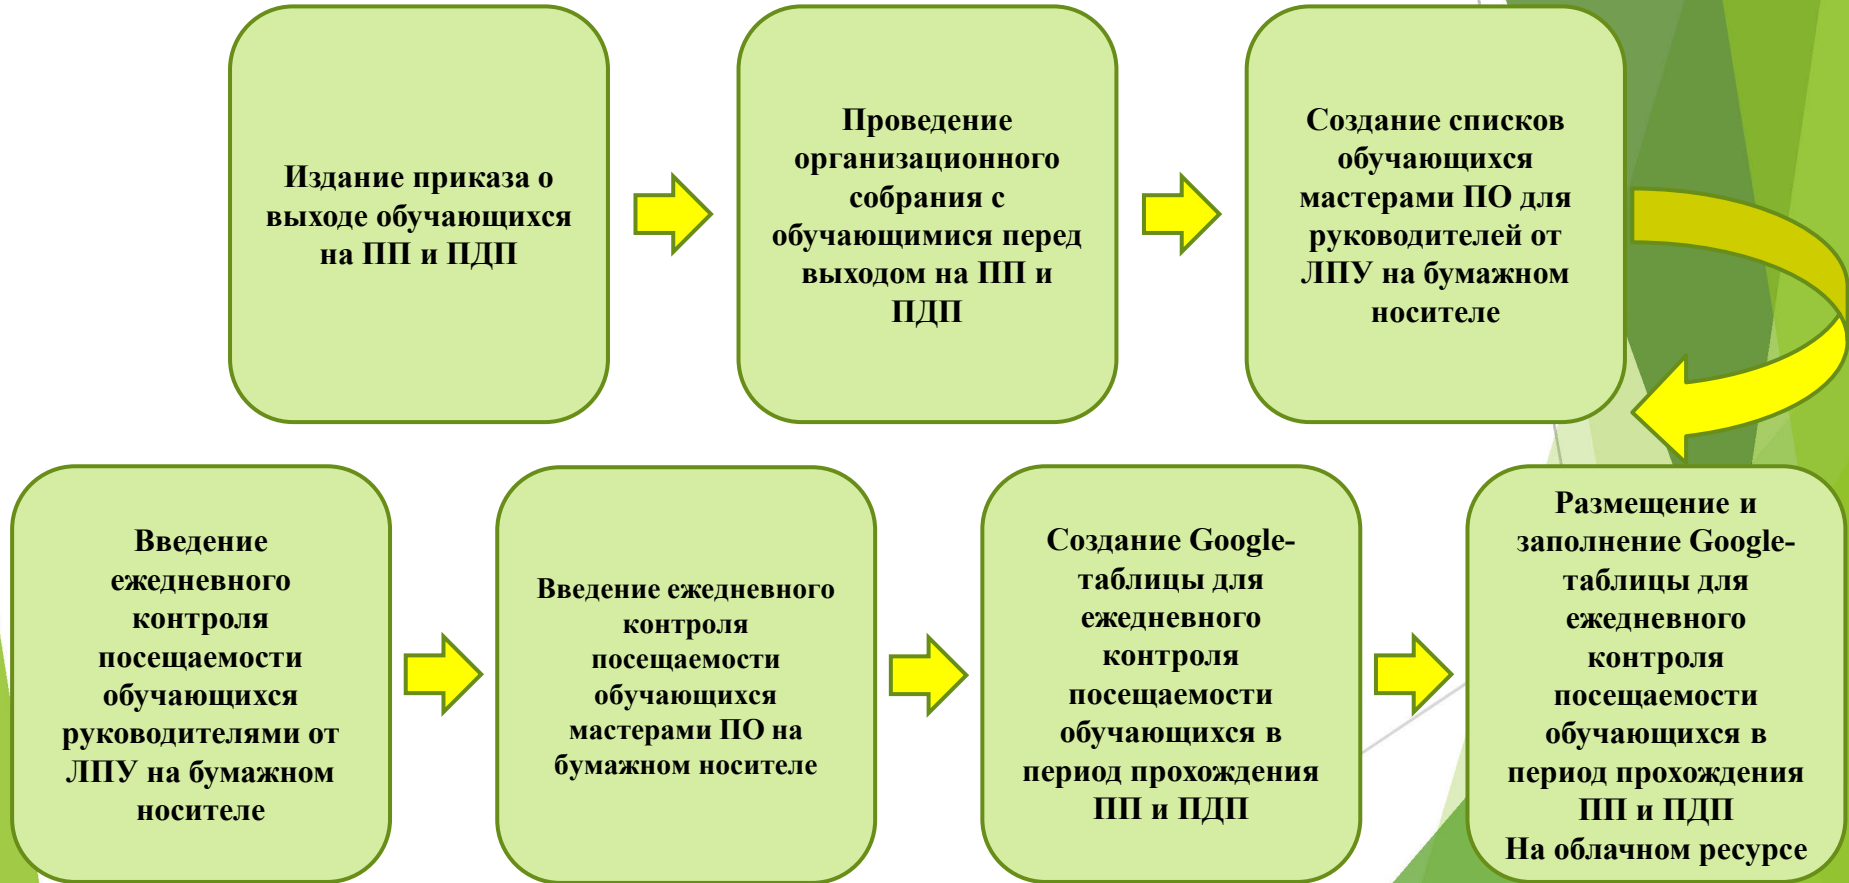 Издание приказа о
выходе обучающихся
на ПП и ПДП
Проведение
организационного
собрания с
обучающимися перед
выходом на ПП и
ПДП
Создание списков
обучающихся
мастерами ПО для
руководителей от
ЛПУ на бумажном
носителе
Введение
ежедневного
контроля
посещаемости
обучающихся
руководителями от
ЛПУ на бумажном
носителе
Введение ежедневного
контроля
посещаемости
обучающихся
мастерами ПО на
бумажном носителе
Создание Google-
таблицы для
ежедневного
контроля
посещаемости
обучающихся в
период прохождения
ПП и ПДП
Размещение и
заполнение Google-
таблицы для
ежедневного
контроля
посещаемости
обучающихся в
период прохождения
ПП и ПДП
На облачном ресурсе